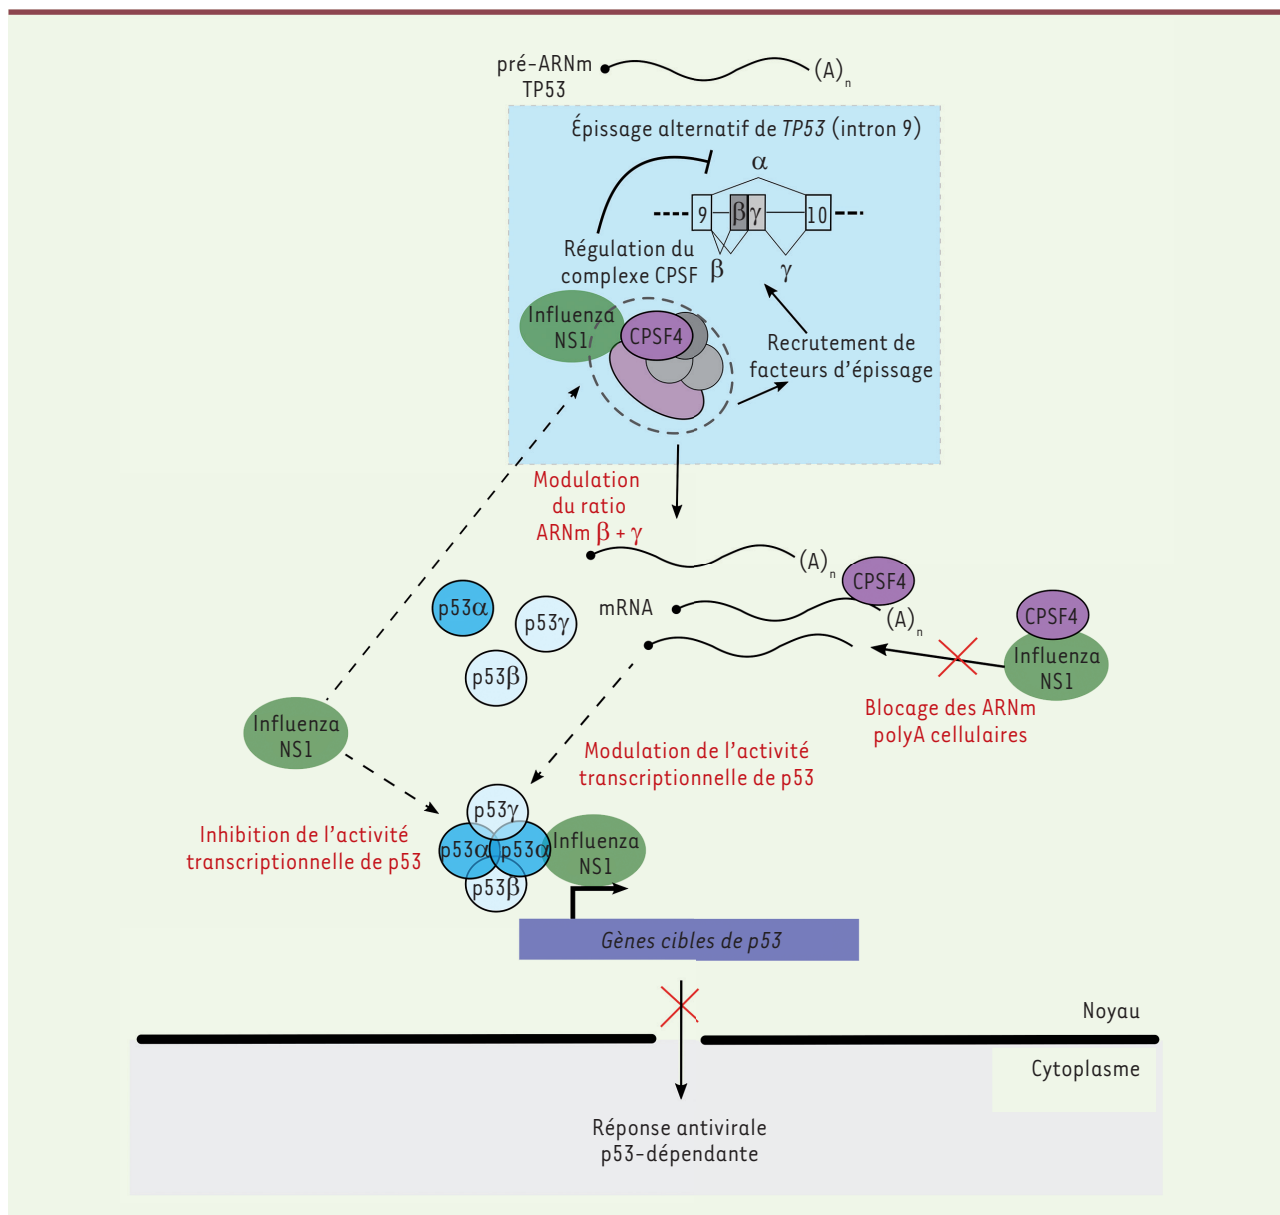 pré-ARNm
TP53
(A)n
Épissage alternatif de TP53 (intron 9)
α
9
β
γ
10
β
γ
Régulation du
complexe CPSF
Influenza
NS1
CPSF4
Recrutement de
facteurs d'épissage
Modulation
du ratio
ARNm β + γ
(A)n
CPSF4
mRNA
(A)n
CPSF4
Influenza
NS1
p53α
p53γ
p53β
Blocage des ARNm
polyA cellulaires
Influenza
NS1
Modulation de l'activité
transcriptionnelle de p53
Inhibition de l'activité
transcriptionnelle de p53
p53γ
p53α
p53α
p53β
Influenza
NS1
Gènes cibles de p53
Noyau
Cytoplasme
Réponse antivirale
p53-dépendante